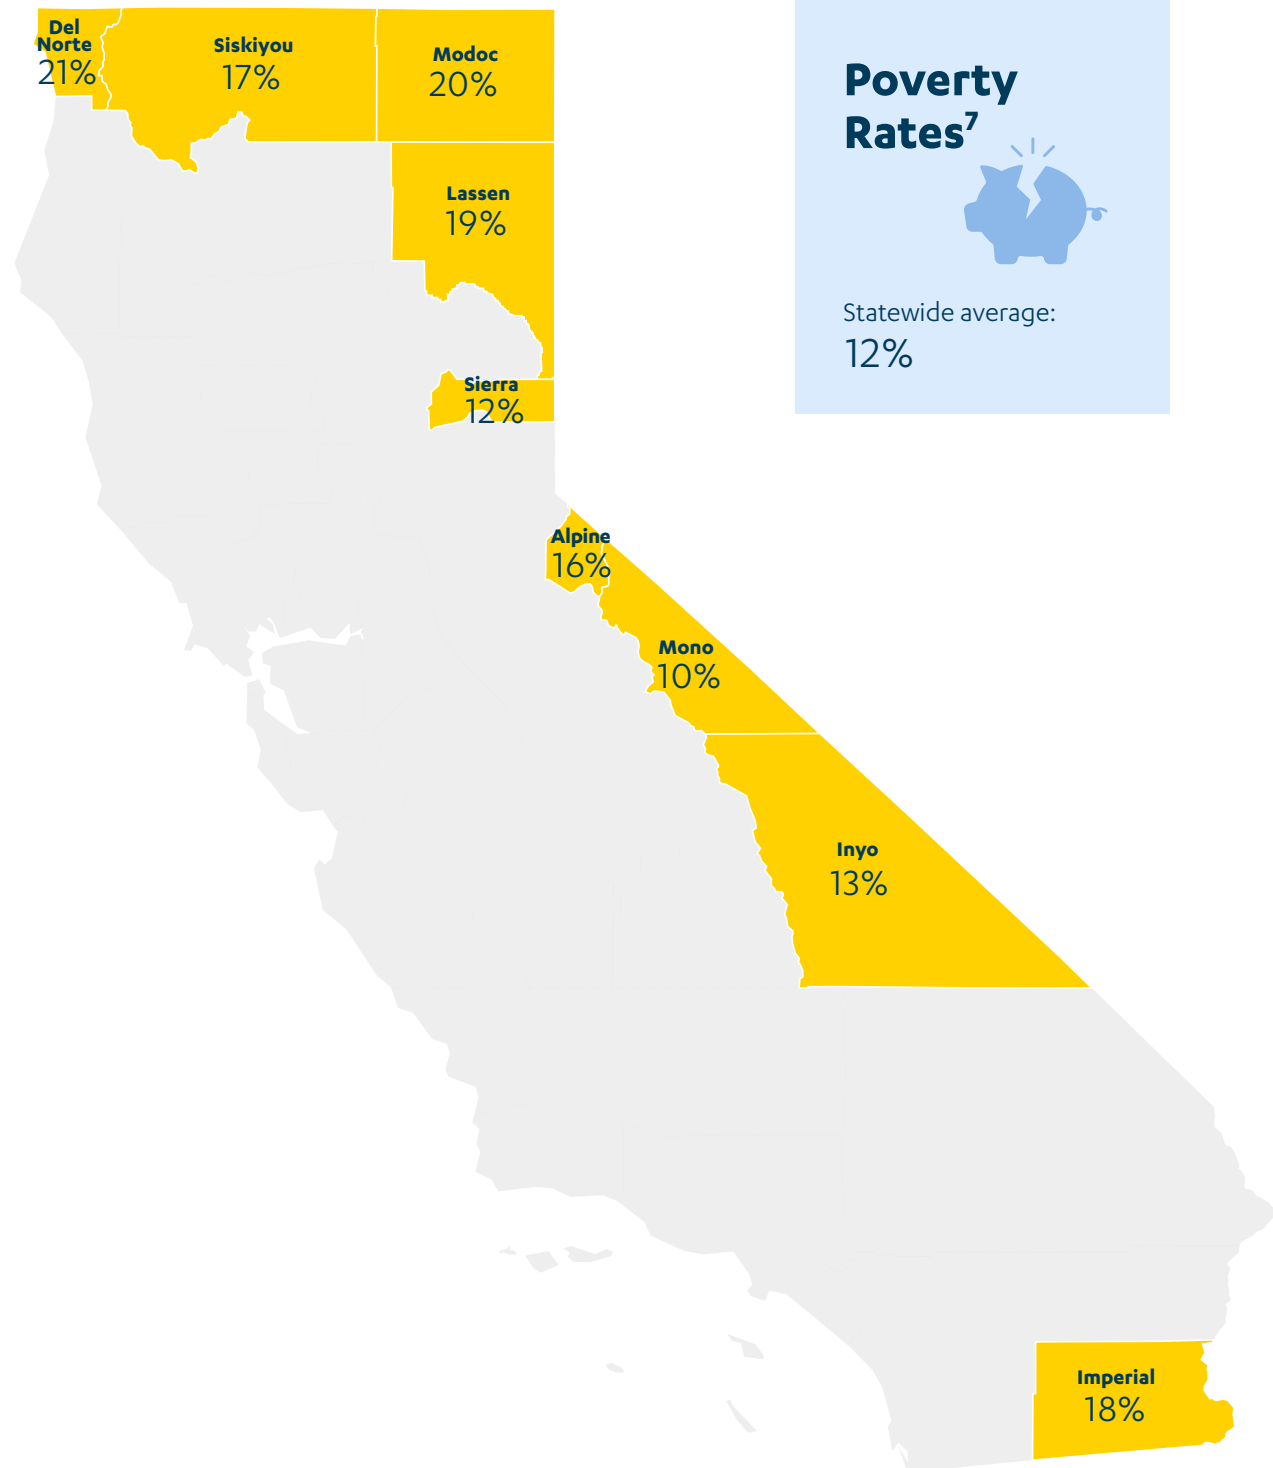 Del
Norte
21%
Siskiyou
17%
Modoc
20%
Lassen
19%
Sierra
12%
Alpine
16%
Mono
10%
Inyo
13%
Imperial
18%
Poverty
Rates⁷
Statewide average:
12%